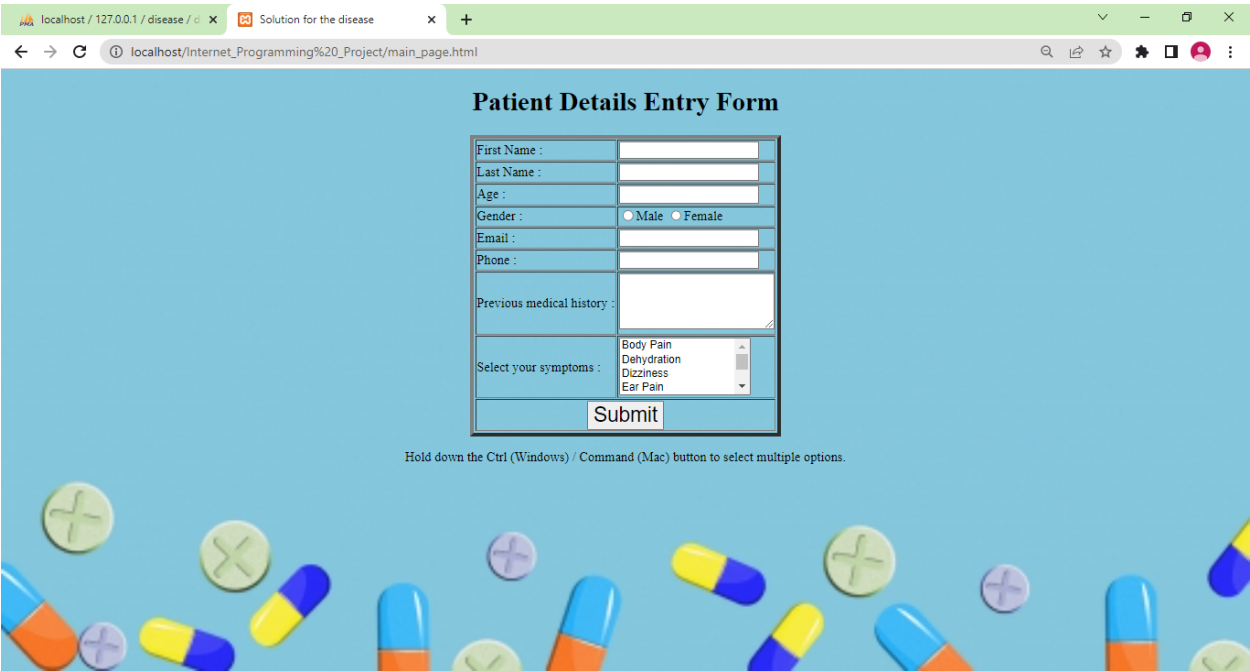 localhost / 127.0.0.1 / disease / d
Solution for the disease
localhost/Internet_Programming%20_Project/main_page.html
Patient Details Entry Form
First Name :
Last Name :
Age :
Gender : Male Female
Email :
Phone :
Previous medical history :
Select your symptoms :
Body Pain
Dehydration
Dizziness
Ear Pain
Submit
Hold down the Ctrl (Windows) / Command (Mac) button to select multiple options.